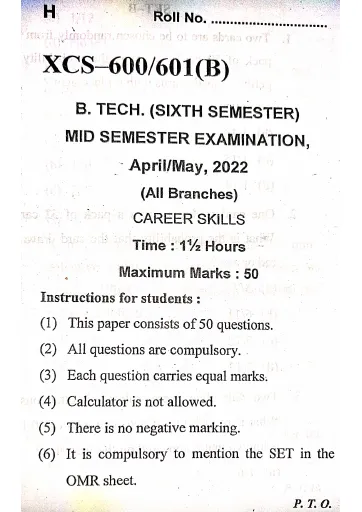 H
Roll No. ..............................
XCS–600/601(B)
B. TECH. (SIXTH SEMESTER)
MID SEMESTER EXAMINATION,
April/May, 2022
(All Branches)
CAREER SKILLS
Time : 1½ Hours
Maximum Marks : 50
Instructions for students :
(1) This paper consists of 50 questions.
(2) All questions are compulsory.
(3) Each question carries equal marks.
(4) Calculator is not allowed.
(5) There is no negative marking.
(6) It is compulsory to mention the SET in the
OMR sheet.
P. T. O.